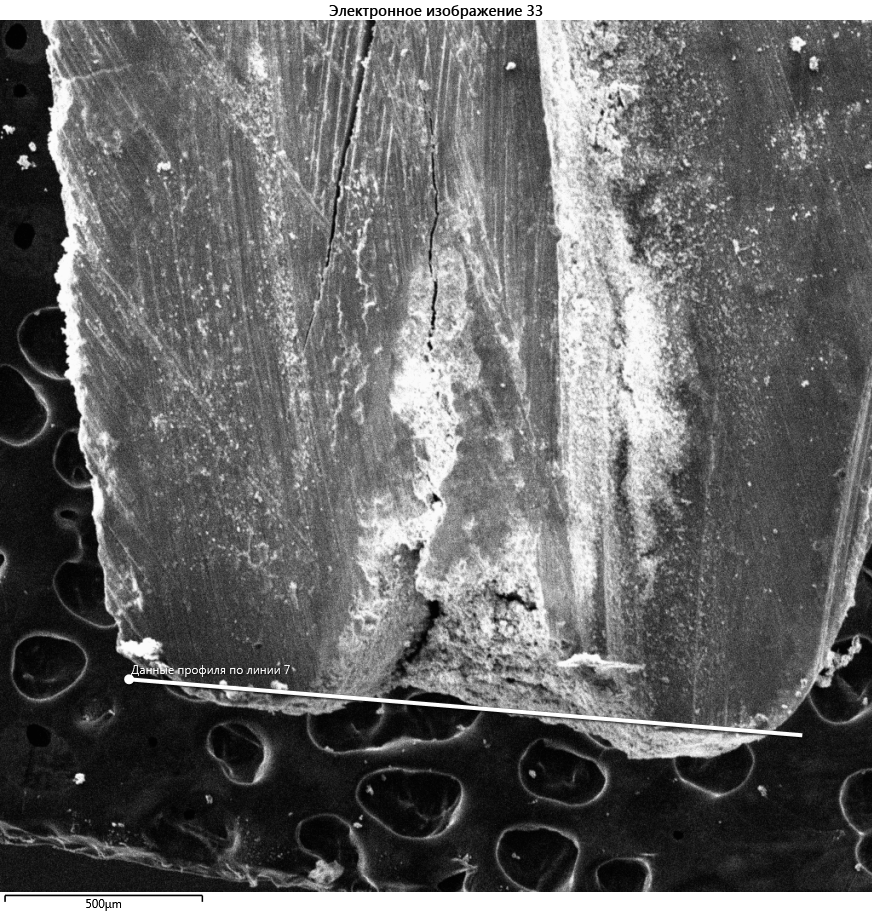 Электронное изображение 33
Данные профиля по линии 7
500µm